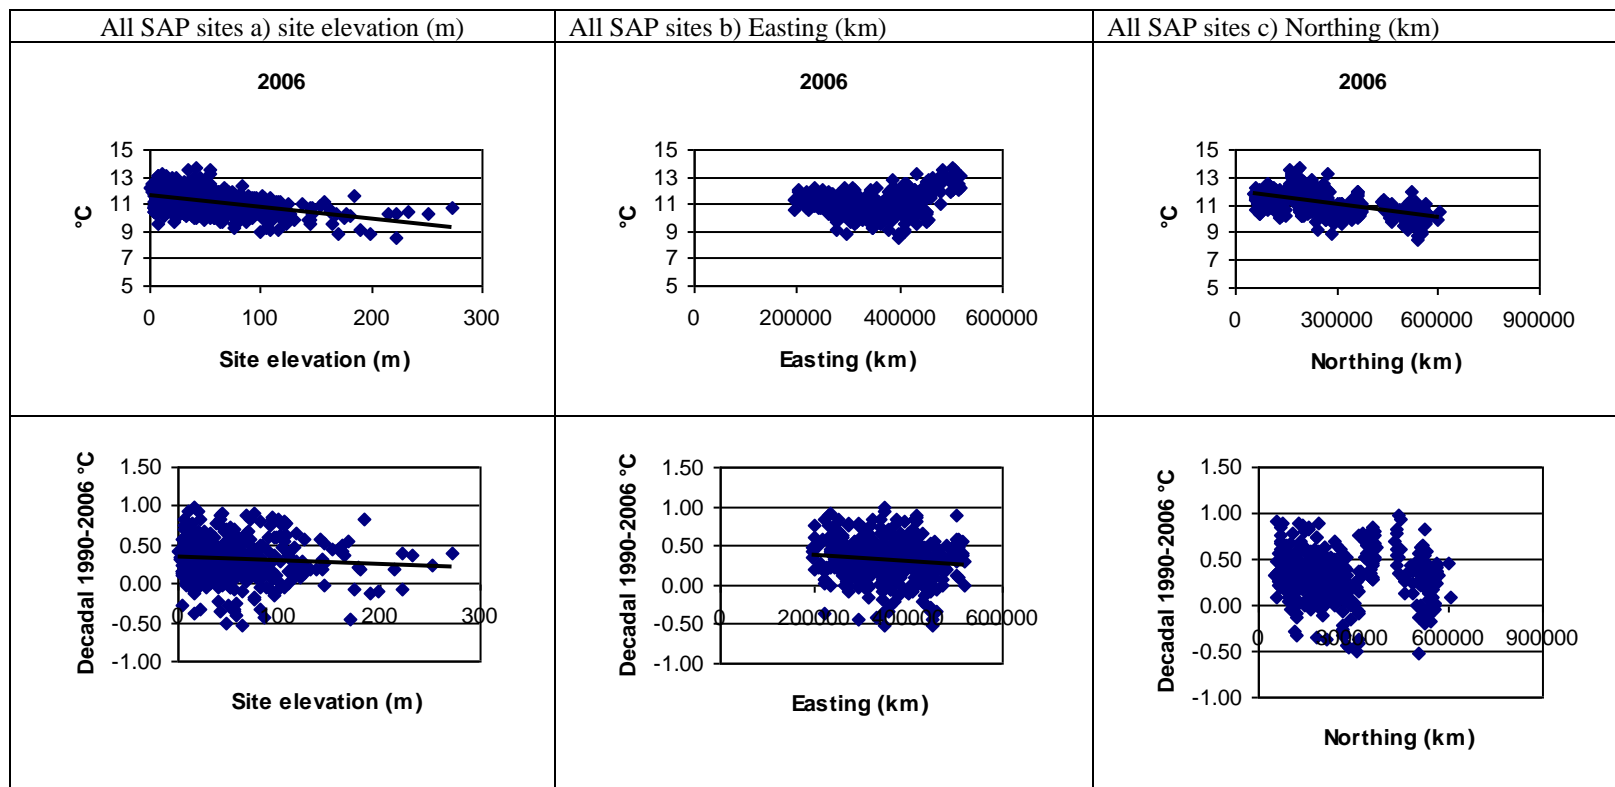 All SAP sites a) site elevation (m)
All SAP sites b) Easting (km)
All SAP sites c) Northing (km)
2006
15
13
11
9
7
5
°C
0 100 200 300
Site elevation (m)
2006
15
13
11
9
7
5
°C
0 200000 400000 600000
Easting (km)
2006
15
13
11
9
7
5
°C
0 300000 600000 900000
Northing (km)
1.50
1.00
0.50
0.00
-0.50
-1.00
Decadal 1990-2006 °C
0 100 200 300
Site elevation (m)
1.50
1.00
0.50
0.00
-0.50
-1.00
Decadal 1990-2006 °C
0 200000 400000 600000
Easting (km)
1.50
1.00
0.50
0.00
-0.50
-1.00
Decadal 1990-2006 °C
0 300000 600000 900000
Northing (km)